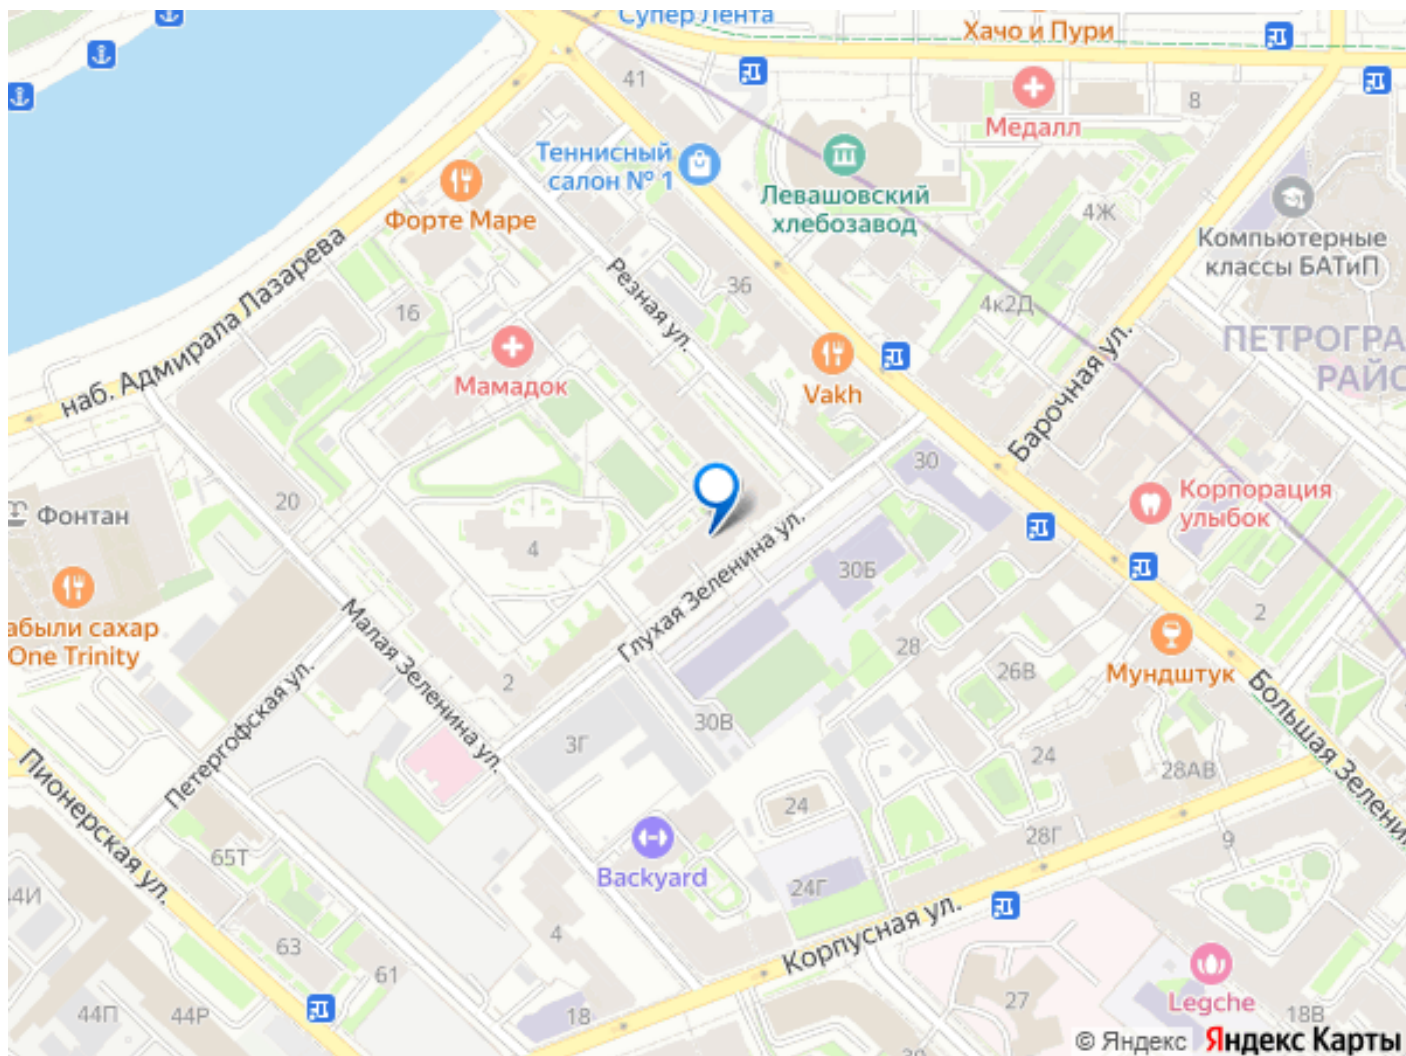 Супер Лента
Хачо и Пури
41
Медалл
8
Теннисный
салон № 1
Левашовский
хлебозавод
Форте Маре
4Ж
Компьютерные
классы БАТиП
наб. Адмирала Лазарева
Резная ул.
36
16
4к2Д
ПЕТРОГРА
РАЙО
Мамадок
Vakh
Барочная ул.
30
Корпорация
улыбок
20
Фонтан
4
Глухая Зеленина ул.
30Б
абыли сахар
One Trinity
Малая Зеленина ул.
2
28
Мундштук
26В
Петергофская ул.
2
30В
Большая Зелени
3Г
24
28АВ
Пионерская ул.
24
28Г
9
65Т
Backyard
24Г
44И
Корпусная ул.
4
63
61
Legche
27
44П
44Р
18
18В
© Яндекс Яндекс Карты